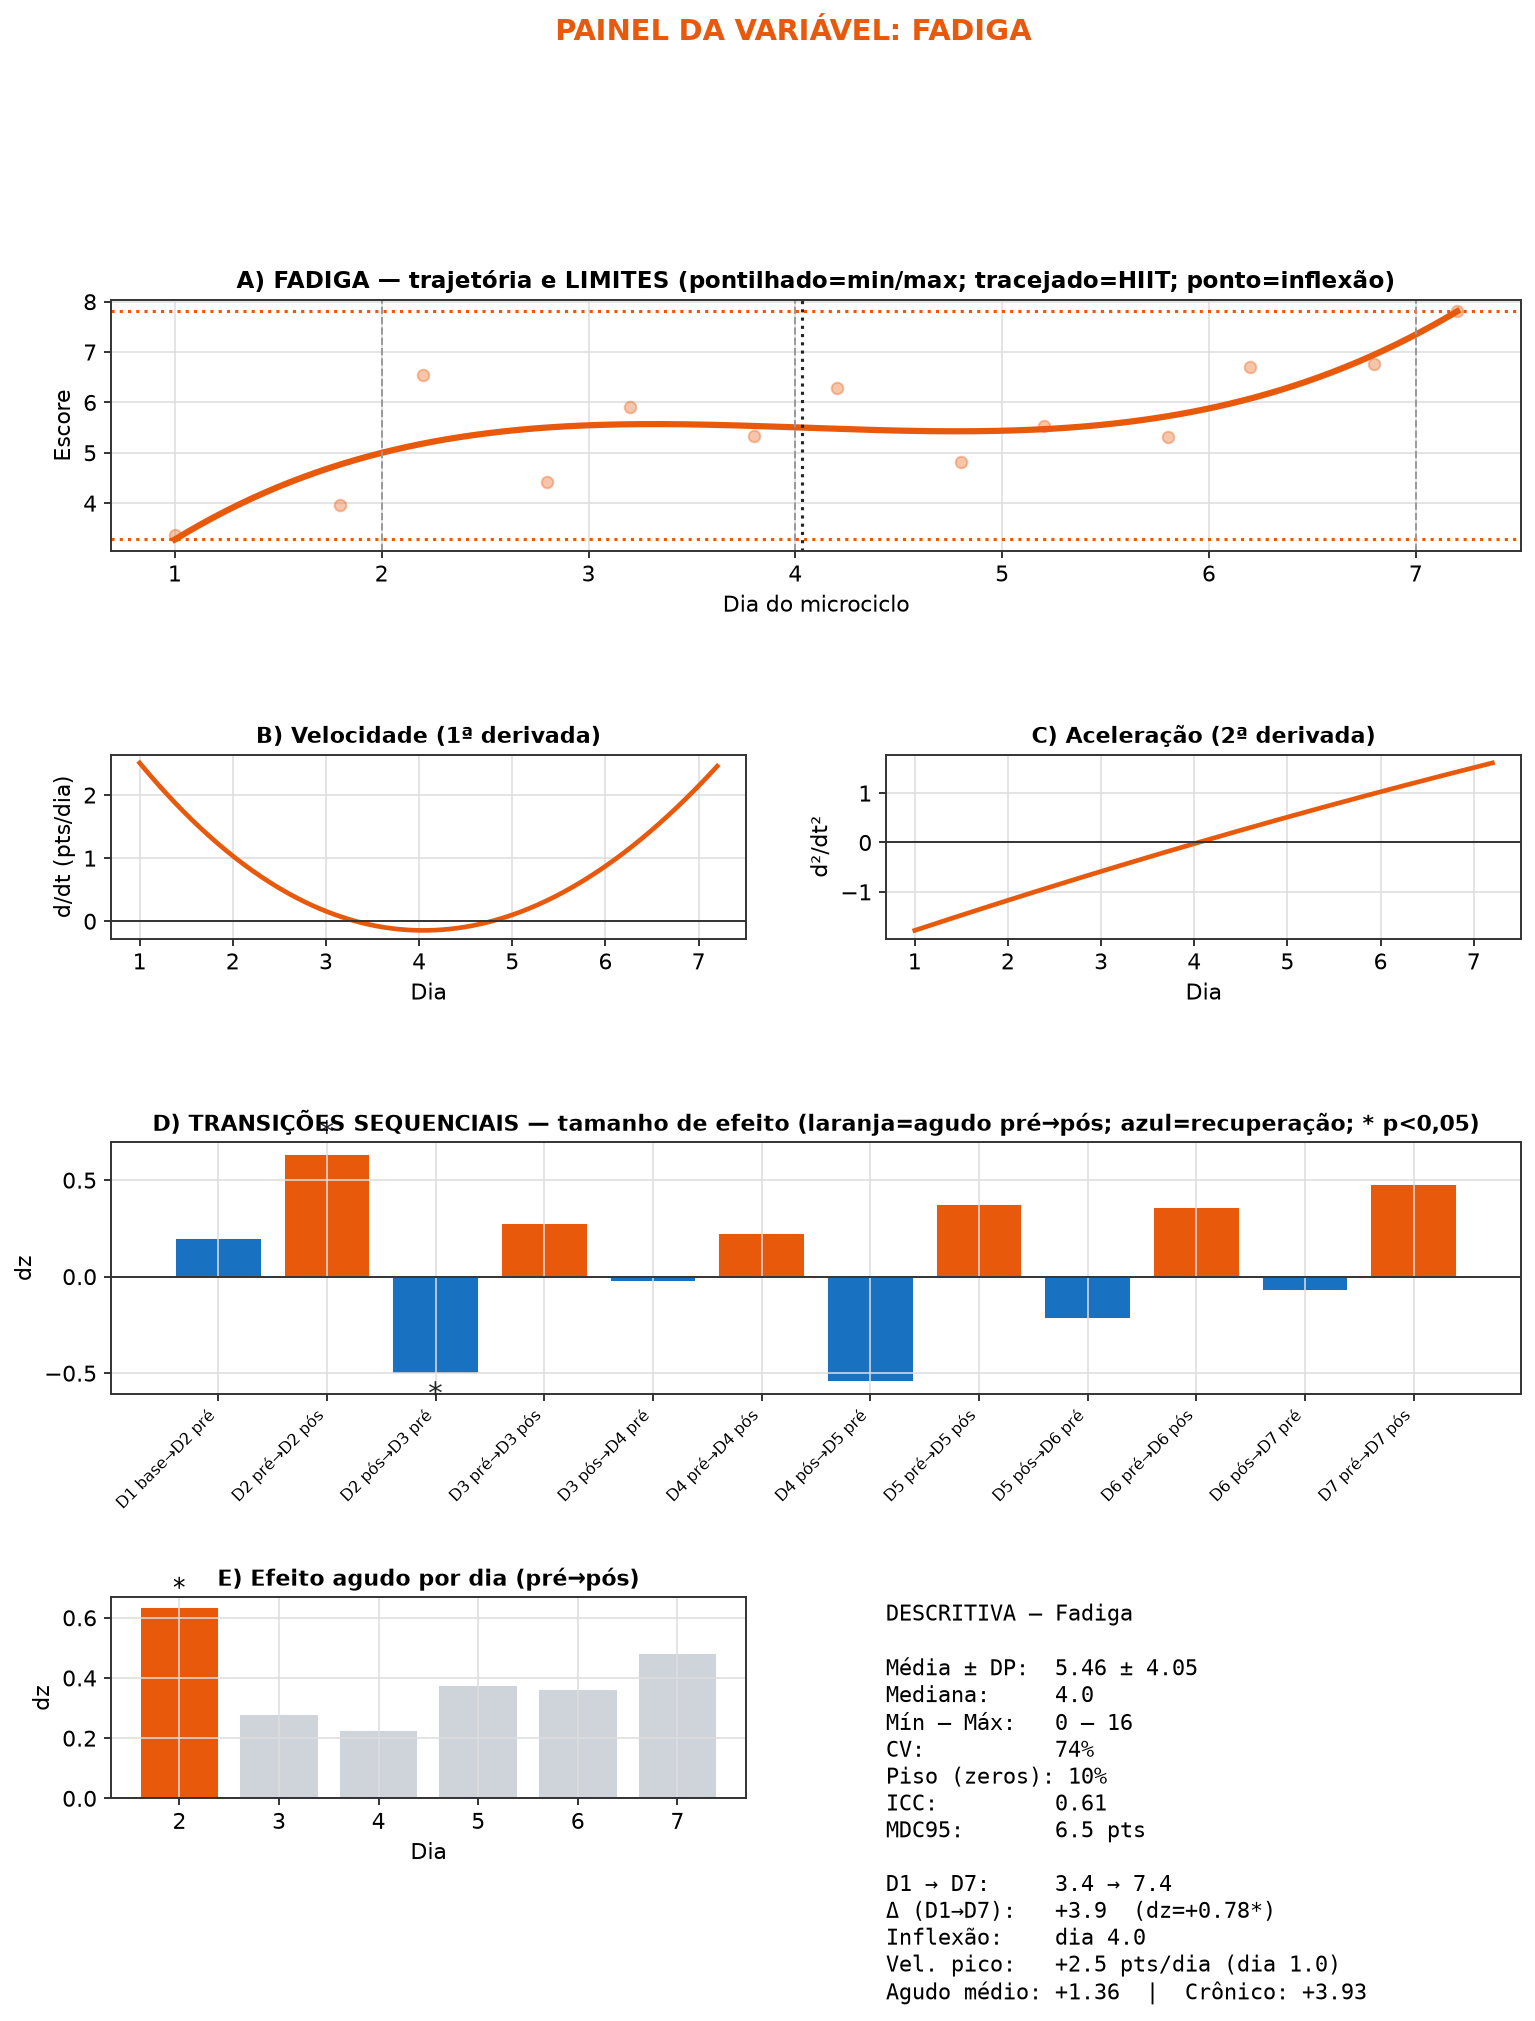 PAINEL DA VARIÁVEL: FADIGA
A) FADIGA — trajetória e LIMITES (pontilhado=min/max; tracejado=HIIT; ponto=inflexão)
8
7
6
5
4
Escore
1 2 3 4 5 6 7
Dia do microciclo
B) Velocidade (1ª derivada)
2
1
0
d/dt (pts/dia)
1 2 3 4 5 6 7
Dia
C) Aceleração (2ª derivada)
1
0
−1
d²/dt²
1 2 3 4 5 6 7
Dia
D) TRANSIÇÕES SEQUENCIAIS — tamanho de efeito (laranja=agudo pré→pós; azul=recuperação; * p<0,05)
*
0.5
0.0
−0.5
dz
*
D1 base→D2 pré
D2 pré→D2 pós
D2 pós→D3 pré
D3 pré→D3 pós
D3 pós→D4 pré
D4 pré→D4 pós
D4 pós→D5 pré
D5 pré→D5 pós
D5 pós→D6 pré
D6 pré→D6 pós
D6 pós→D7 pré
D7 pré→D7 pós
* E) Efeito agudo por dia (pré→pós)
0.6
0.4
0.2
0.0
dz
2 3 4 5 6 7
Dia
DESCRITIVA — Fadiga
Média ± DP: 5.46 ± 4.05
Mediana: 4.0
Mín – Máx: 0 – 16
CV: 74%
Piso (zeros): 10%
ICC: 0.61
MDC95: 6.5 pts
D1 → D7: 3.4 → 7.4
Δ (D1→D7): +3.9 (dz=+0.78*)
Inflexão: dia 4.0
Vel. pico: +2.5 pts/dia (dia 1.0)
Agudo médio: +1.36 | Crônico: +3.93